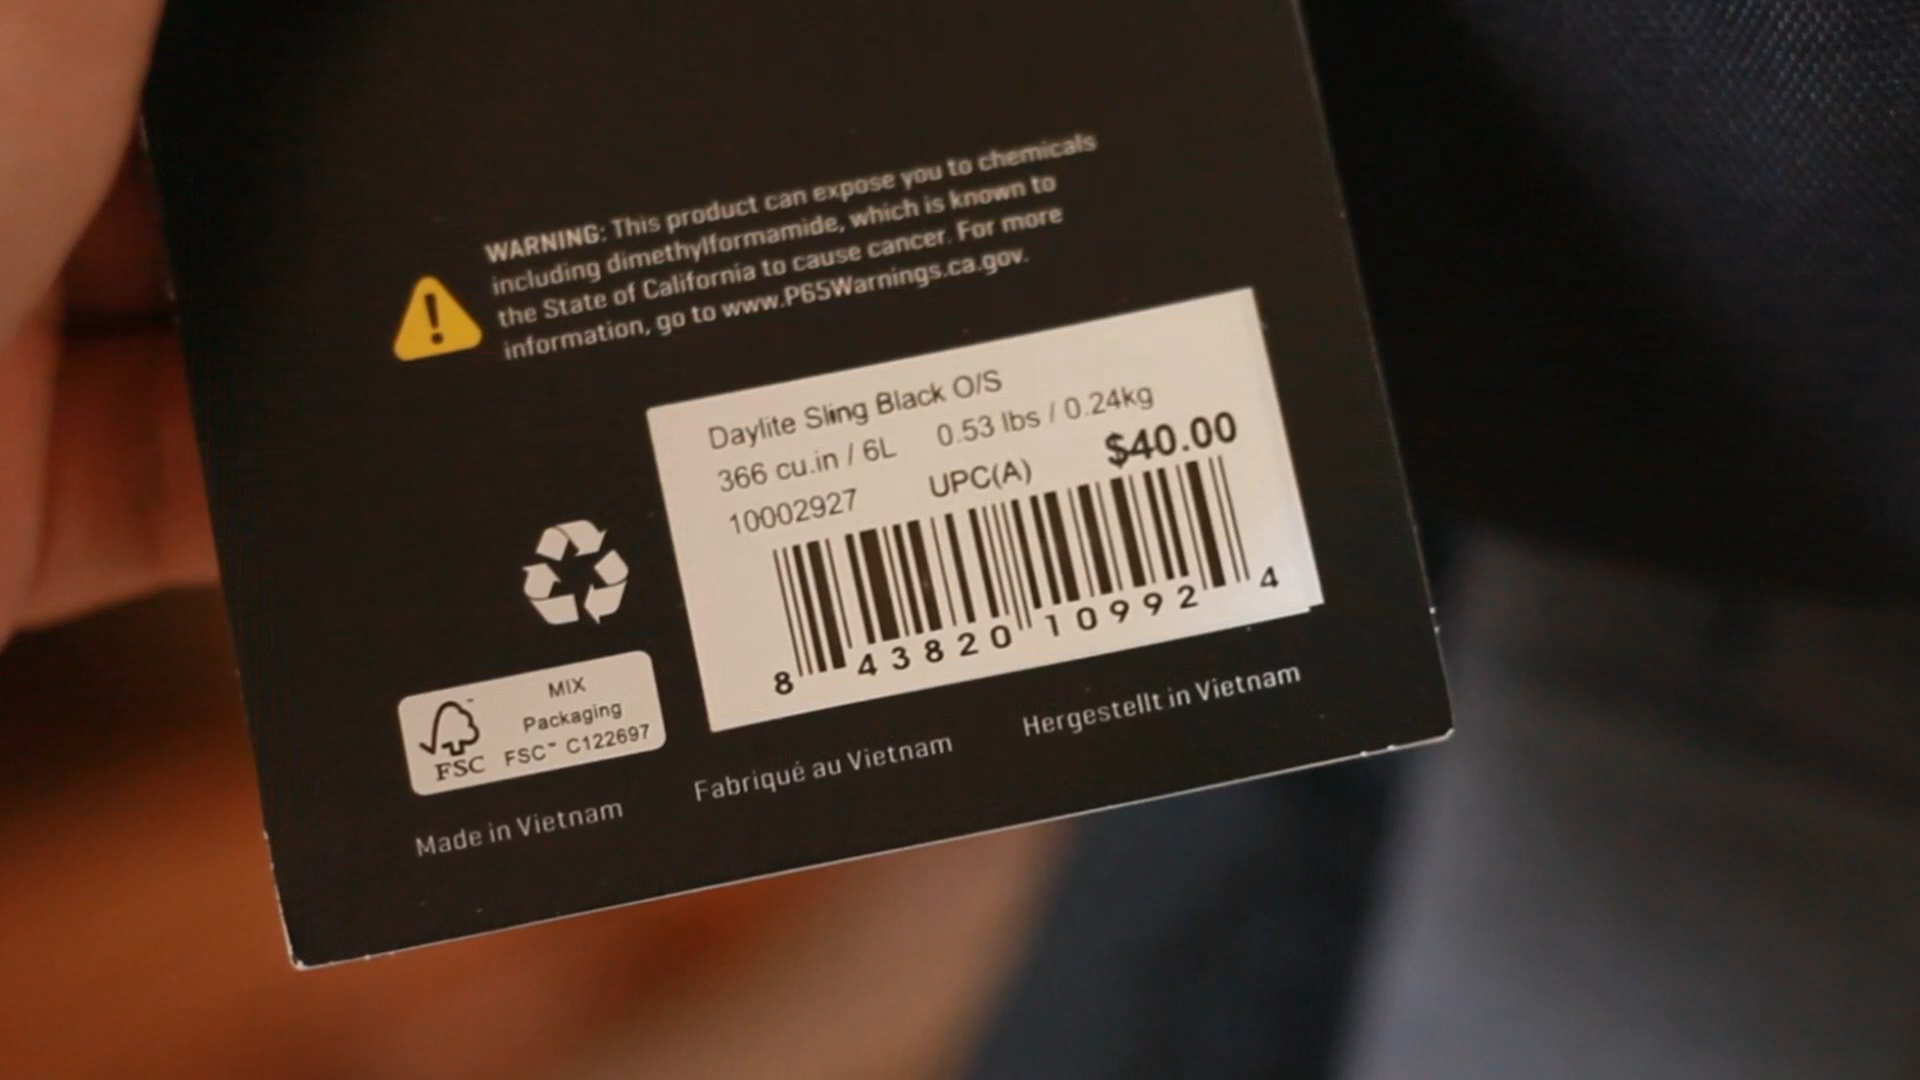 WARNING: This product can expose you to chemicals
including dimethylformamide, which is known to
the State of California to cause cancer. For more
information, go to www.P65Warnings.ca.gov.
Daylite Sling Black O/S
366 cu.in / 6L 0.53 lbs / 0.24kg
$40.00
10002927 UPC(A)
8 43820 10992 4
MIX
Packaging
FSC™ C122697
FSC
Made in Vietnam
Fabriqué au Vietnam
Hergestellt in Vietnam